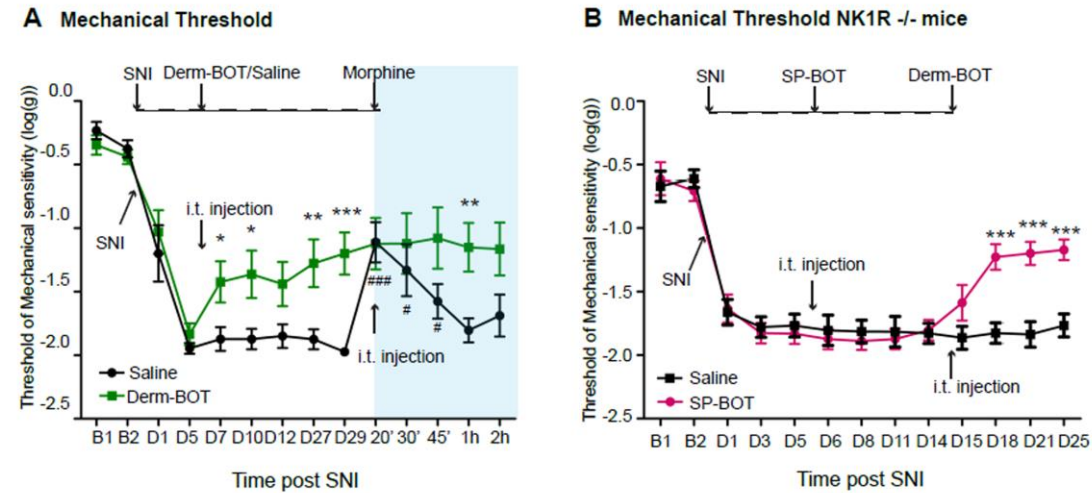 A Mechanical Threshold
SNI Derm-BOT/Saline Morphine
0.0
-0.5
-1.0
-1.5
-2.0
-2.5
Threshold of Mechanical sensitivity (log(g))
SNI
i.t. injection
* * ** *** **
###
# #
i.t. injection
Saline
Derm-BOT
B1 B2 D1 D5 D7 D10 D12 D27 D29 20' 30' 45' 1h 2h
Time post SNI
B Mechanical Threshold NK1R -/- mice
SNI SP-BOT Derm-BOT
0.0
-0.5
-1.0
-1.5
-2.0
-2.5
Threshold of Mechanical sensitivity (log(g))
SNI
i.t. injection
*** *** ***
i.t. injection
Saline
SP-BOT
B1 B2 D1 D3 D5 D6 D8 D11 D14 D15 D18 D21 D25
Time post SNI